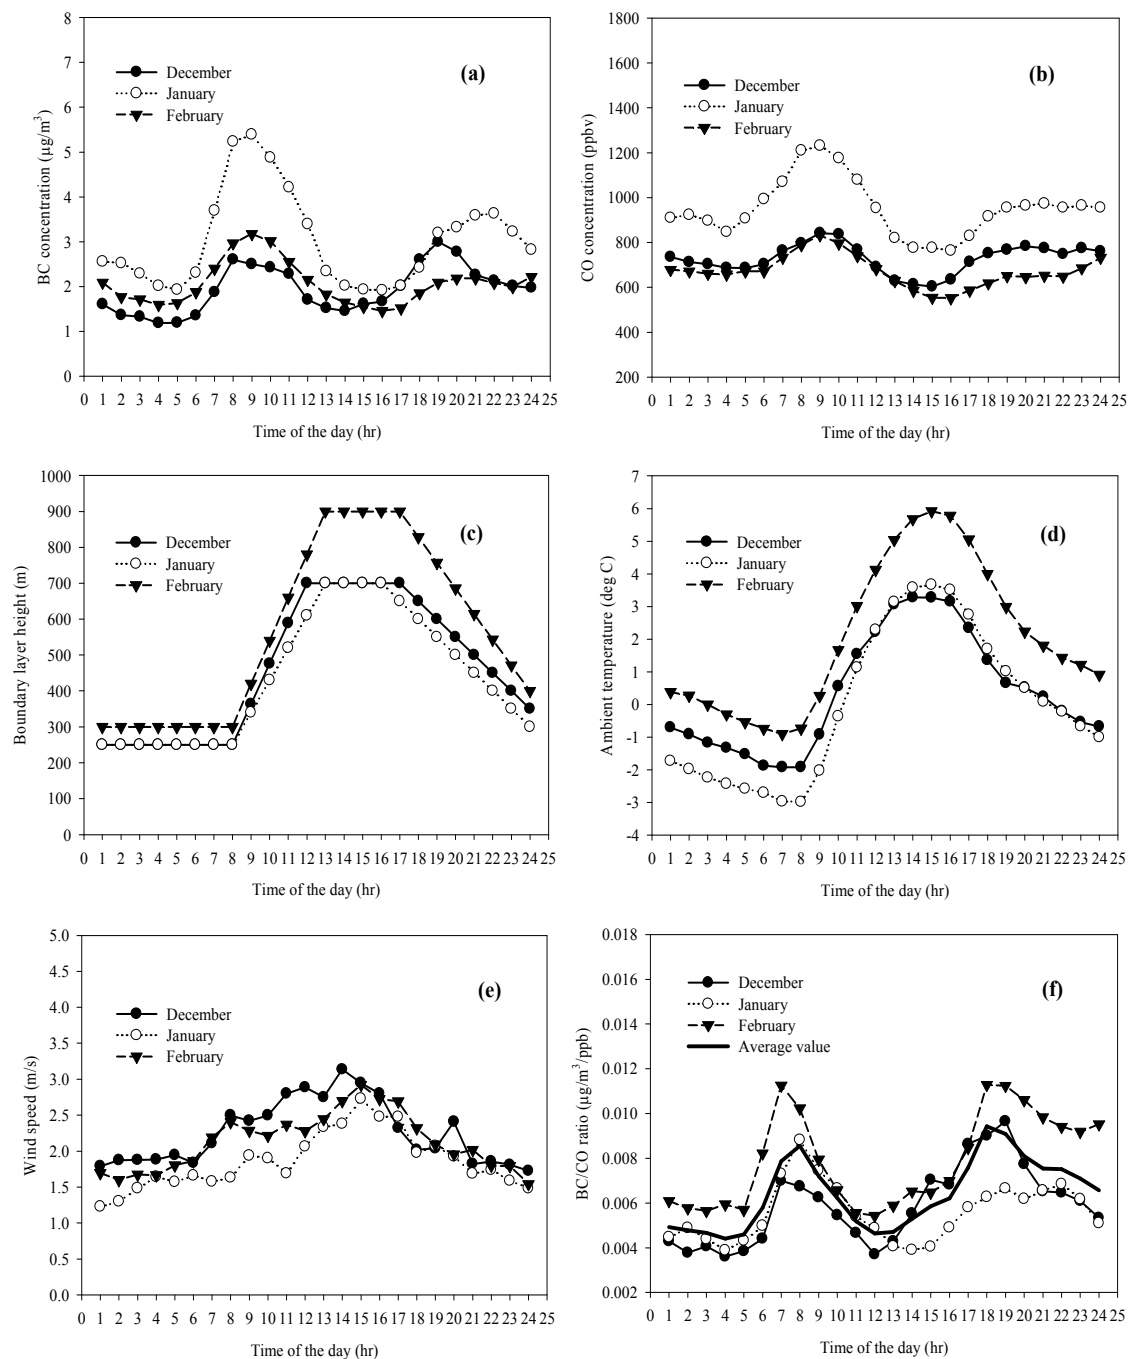 8
7
6
5
4
3
2
1
0
BC concentration (µg/m³)
December
January
February
(a)
0 1 2 3 4 5 6 7 8 9 10 11 12 13 14 15 16 17 18 19 20 21 22 23 24 25
Time of the day (hr)
1800
1600
1400
1200
1000
800
600
400
200
CO concentration (ppbv)
December
January
February
(b)
0 1 2 3 4 5 6 7 8 9 10 11 12 13 14 15 16 17 18 19 20 21 22 23 24 25
Time of the day (hr)
1000
900
800
700
600
500
400
300
200
100
0
Boundary layer height (m)
December
January
February
(c)
0 1 2 3 4 5 6 7 8 9 10 11 12 13 14 15 16 17 18 19 20 21 22 23 24 25
Time of the day (hr)
7
6
5
4
3
2
1
0
-1
-2
-3
-4
Ambient temperature (deg C)
December
January
February
(d)
0 1 2 3 4 5 6 7 8 9 10 11 12 13 14 15 16 17 18 19 20 21 22 23 24 25
Time of the day (hr)
5.0
4.5
4.0
3.5
3.0
2.5
2.0
1.5
1.0
0.5
0.0
Wind speed (m/s)
December
January
February
(e)
0 1 2 3 4 5 6 7 8 9 10 11 12 13 14 15 16 17 18 19 20 21 22 23 24 25
Time of the day (hr)
0.018
0.016
0.014
0.012
0.010
0.008
0.006
0.004
0.002
BC/CO ratio (µg/m³/ppb)
December
January
February
Average value
(f)
0 1 2 3 4 5 6 7 8 9 10 11 12 13 14 15 16 17 18 19 20 21 22 23 24 25
Time of the day (hr)